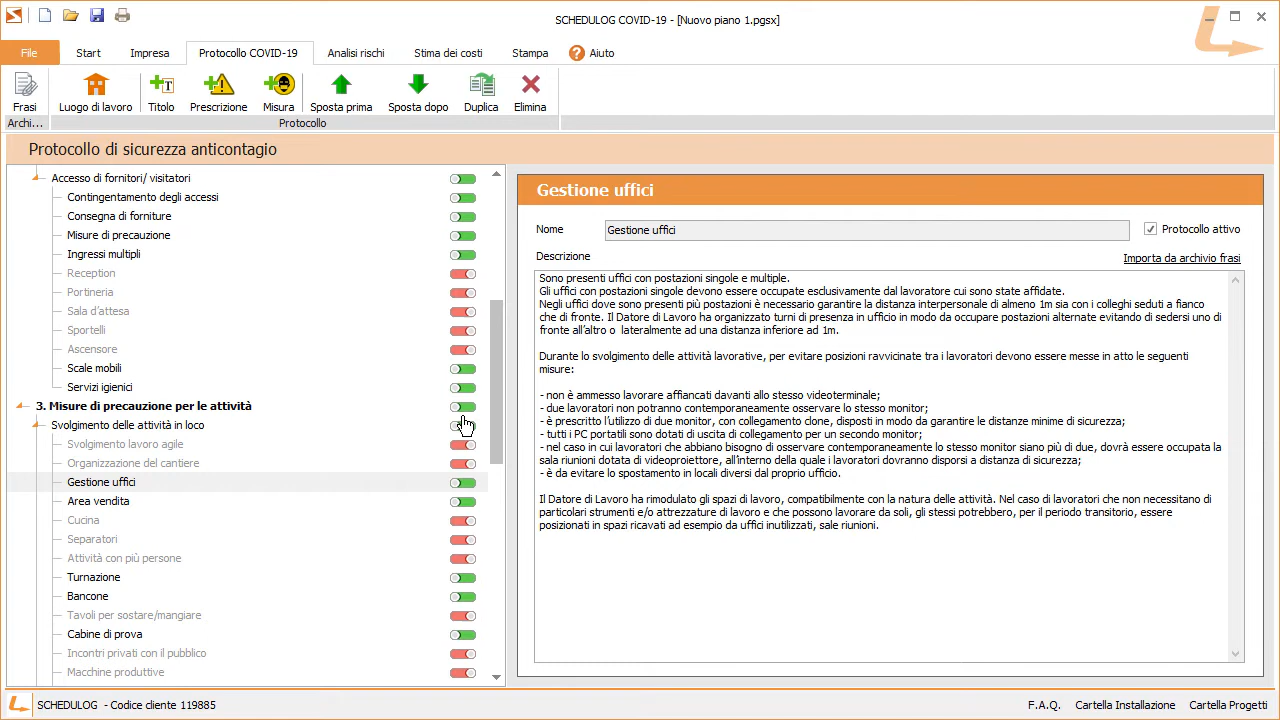 SCHEDULOG COVID-19 - [Nuovo piano 1.pgsx]
File
Start
Impresa
Protocollo COVID-19
Analisi rischi
Stima dei costi
Stampa
Aiuto
Frasi
Luogo di lavoro
Titolo
Prescrizione
Misura
Sposta prima
Sposta dopo
Duplica
Elimina
Archi...
Protocollo
Protocollo di sicurezza anticontagio
Accesso di fornitori/ visitatori
Contingentamento degli accessi
Consegna di forniture
Misure di precauzione
Ingressi multipli
Reception
Portineria
Sala d'attesa
Sportelli
Ascensore
Scale mobili
Servizi igienici
3. Misure di precauzione per le attività
Svolgimento delle attività in loco
Svolgimento lavoro agile
Organizzazione del cantiere
Gestione uffici
Area vendita
Cucina
Separatori
Attività con più persone
Turnazione
Bancone
Tavoli per sostare/mangiare
Cabine di prova
Incontri privati con il pubblico
Macchine produttive
Gestione uffici
Nome
Gestione uffici
Protocollo attivo
Descrizione
Importa da archivio frasi
Sono presenti uffici con postazioni singole e multiple.
Gli uffici con postazioni singole devono essere occupate esclusivamente dal lavoratore cui sono state affidate.
Negli uffici dove sono presenti più postazioni è necessario garantire la distanza interpersonale di almeno 1m sia con i colleghi seduti a fianco
che di fronte. Il Datore di Lavoro ha organizzato turni di presenza in ufficio in modo da occupare postazioni alternate evitando di sedersi uno di
fronte all'altro o  lateralmente ad una distanza inferiore ad 1m.
Durante lo svolgimento delle attività lavorative, per evitare posizioni ravvicinate tra i lavoratori devono essere messe in atto le seguenti
misure:
- non è ammesso lavorare affiancati davanti allo stesso videoterminale;
- due lavoratori non potranno contemporaneamente osservare lo stesso monitor;
- è prescritto l'utilizzo di due monitor, con collegamento clone, disposti in modo da garantire le distanze minime di sicurezza;
- tutti i PC portatili sono dotati di uscita di collegamento per un secondo monitor;
- nel caso in cui lavoratori che abbiano bisogno di osservare contemporaneamente lo stesso monitor siano più di due, dovrà essere occupata la
sala riunioni dotata di videoproiettore, all'interno della quale i lavoratori dovranno disporsi a distanza di sicurezza;
- è da evitare lo spostamento in locali diversi dal proprio ufficio.
Il Datore di Lavoro ha rimodulato gli spazi di lavoro, compatibilmente con la natura delle attività. Nel caso di lavoratori che non necessitano di
particolari strumenti e/o attrezzature di lavoro e che possono lavorare da soli, gli stessi potrebbero, per il periodo transitorio, essere
posizionati in spazi ricavati ad esempio da uffici inutilizzati, sale riunioni.
SCHEDULOG - Codice cliente 119885
F.A.Q.
Cartella Installazione
Cartella Progetti